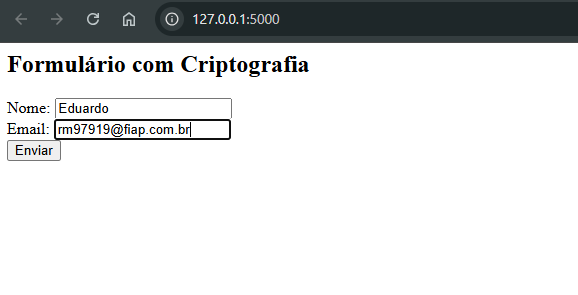 127.0.0.1:5000
Formulário com Criptografia
Nome: Eduardo
Email: rm97919@fiap.com.br
Enviar